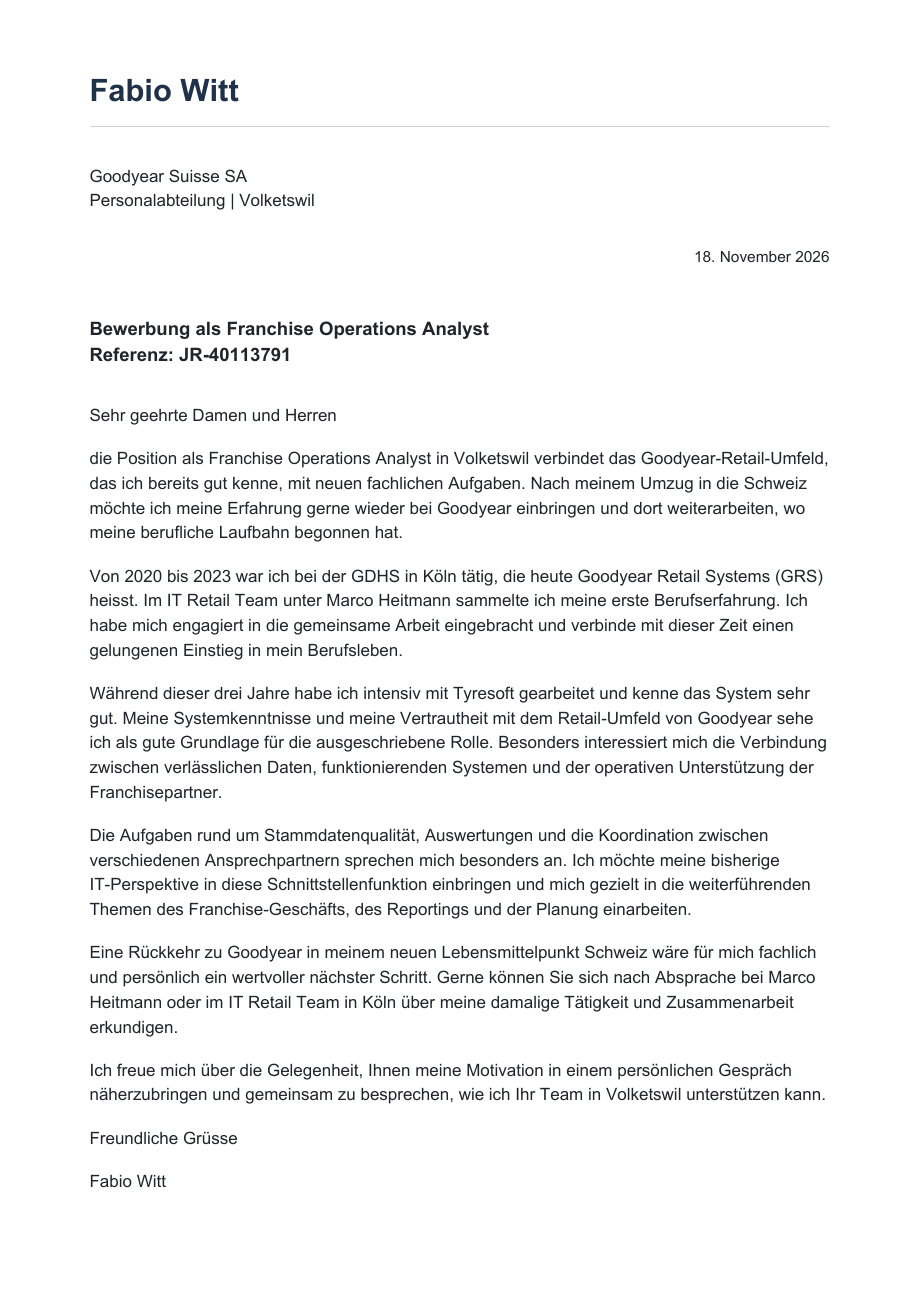 Fabio Witt
Goodyear Suisse SA
Personalabteilung | Volketswil
18. November 2026
Bewerbung als Franchise Operations Analyst
Referenz: JR-40113791
Sehr geehrte Damen und Herren
die Position als Franchise Operations Analyst in Volketswil verbindet das Goodyear-Retail-Umfeld,
das ich bereits gut kenne, mit neuen fachlichen Aufgaben. Nach meinem Umzug in die Schweiz
möchte ich meine Erfahrung gerne wieder bei Goodyear einbringen und dort weiterarbeiten, wo
meine berufliche Laufbahn begonnen hat.
Von 2020 bis 2023 war ich bei der GDHS in Köln tätig, die heute Goodyear Retail Systems (GRS)
heisst. Im IT Retail Team unter Marco Heitmann sammelte ich meine erste Berufserfahrung. Ich
habe mich engagiert in die gemeinsame Arbeit eingebracht und verbinde mit dieser Zeit einen
gelungenen Einstieg in mein Berufsleben.
Während dieser drei Jahre habe ich intensiv mit Tyresoft gearbeitet und kenne das System sehr
gut. Meine Systemkenntnisse und meine Vertrautheit mit dem Retail-Umfeld von Goodyear sehe
ich als gute Grundlage für die ausgeschriebene Rolle. Besonders interessiert mich die Verbindung
zwischen verlässlichen Daten, funktionierenden Systemen und der operativen Unterstützung der
Franchisepartner.
Die Aufgaben rund um Stammdatenqualität, Auswertungen und die Koordination zwischen
verschiedenen Ansprechpartnern sprechen mich besonders an. Ich möchte meine bisherige
IT-Perspektive in diese Schnittstellenfunktion einbringen und mich gezielt in die weiterführenden
Themen des Franchise-Geschäfts, des Reportings und der Planung einarbeiten.
Eine Rückkehr zu Goodyear in meinem neuen Lebensmittelpunkt Schweiz wäre für mich fachlich
und persönlich ein wertvoller nächster Schritt. Gerne können Sie sich nach Absprache bei Marco
Heitmann oder im IT Retail Team in Köln über meine damalige Tätigkeit und Zusammenarbeit
erkundigen.
Ich freue mich über die Gelegenheit, Ihnen meine Motivation in einem persönlichen Gespräch
näherzubringen und gemeinsam zu besprechen, wie ich Ihr Team in Volketswil unterstützen kann.
Freundliche Grüsse
Fabio Witt